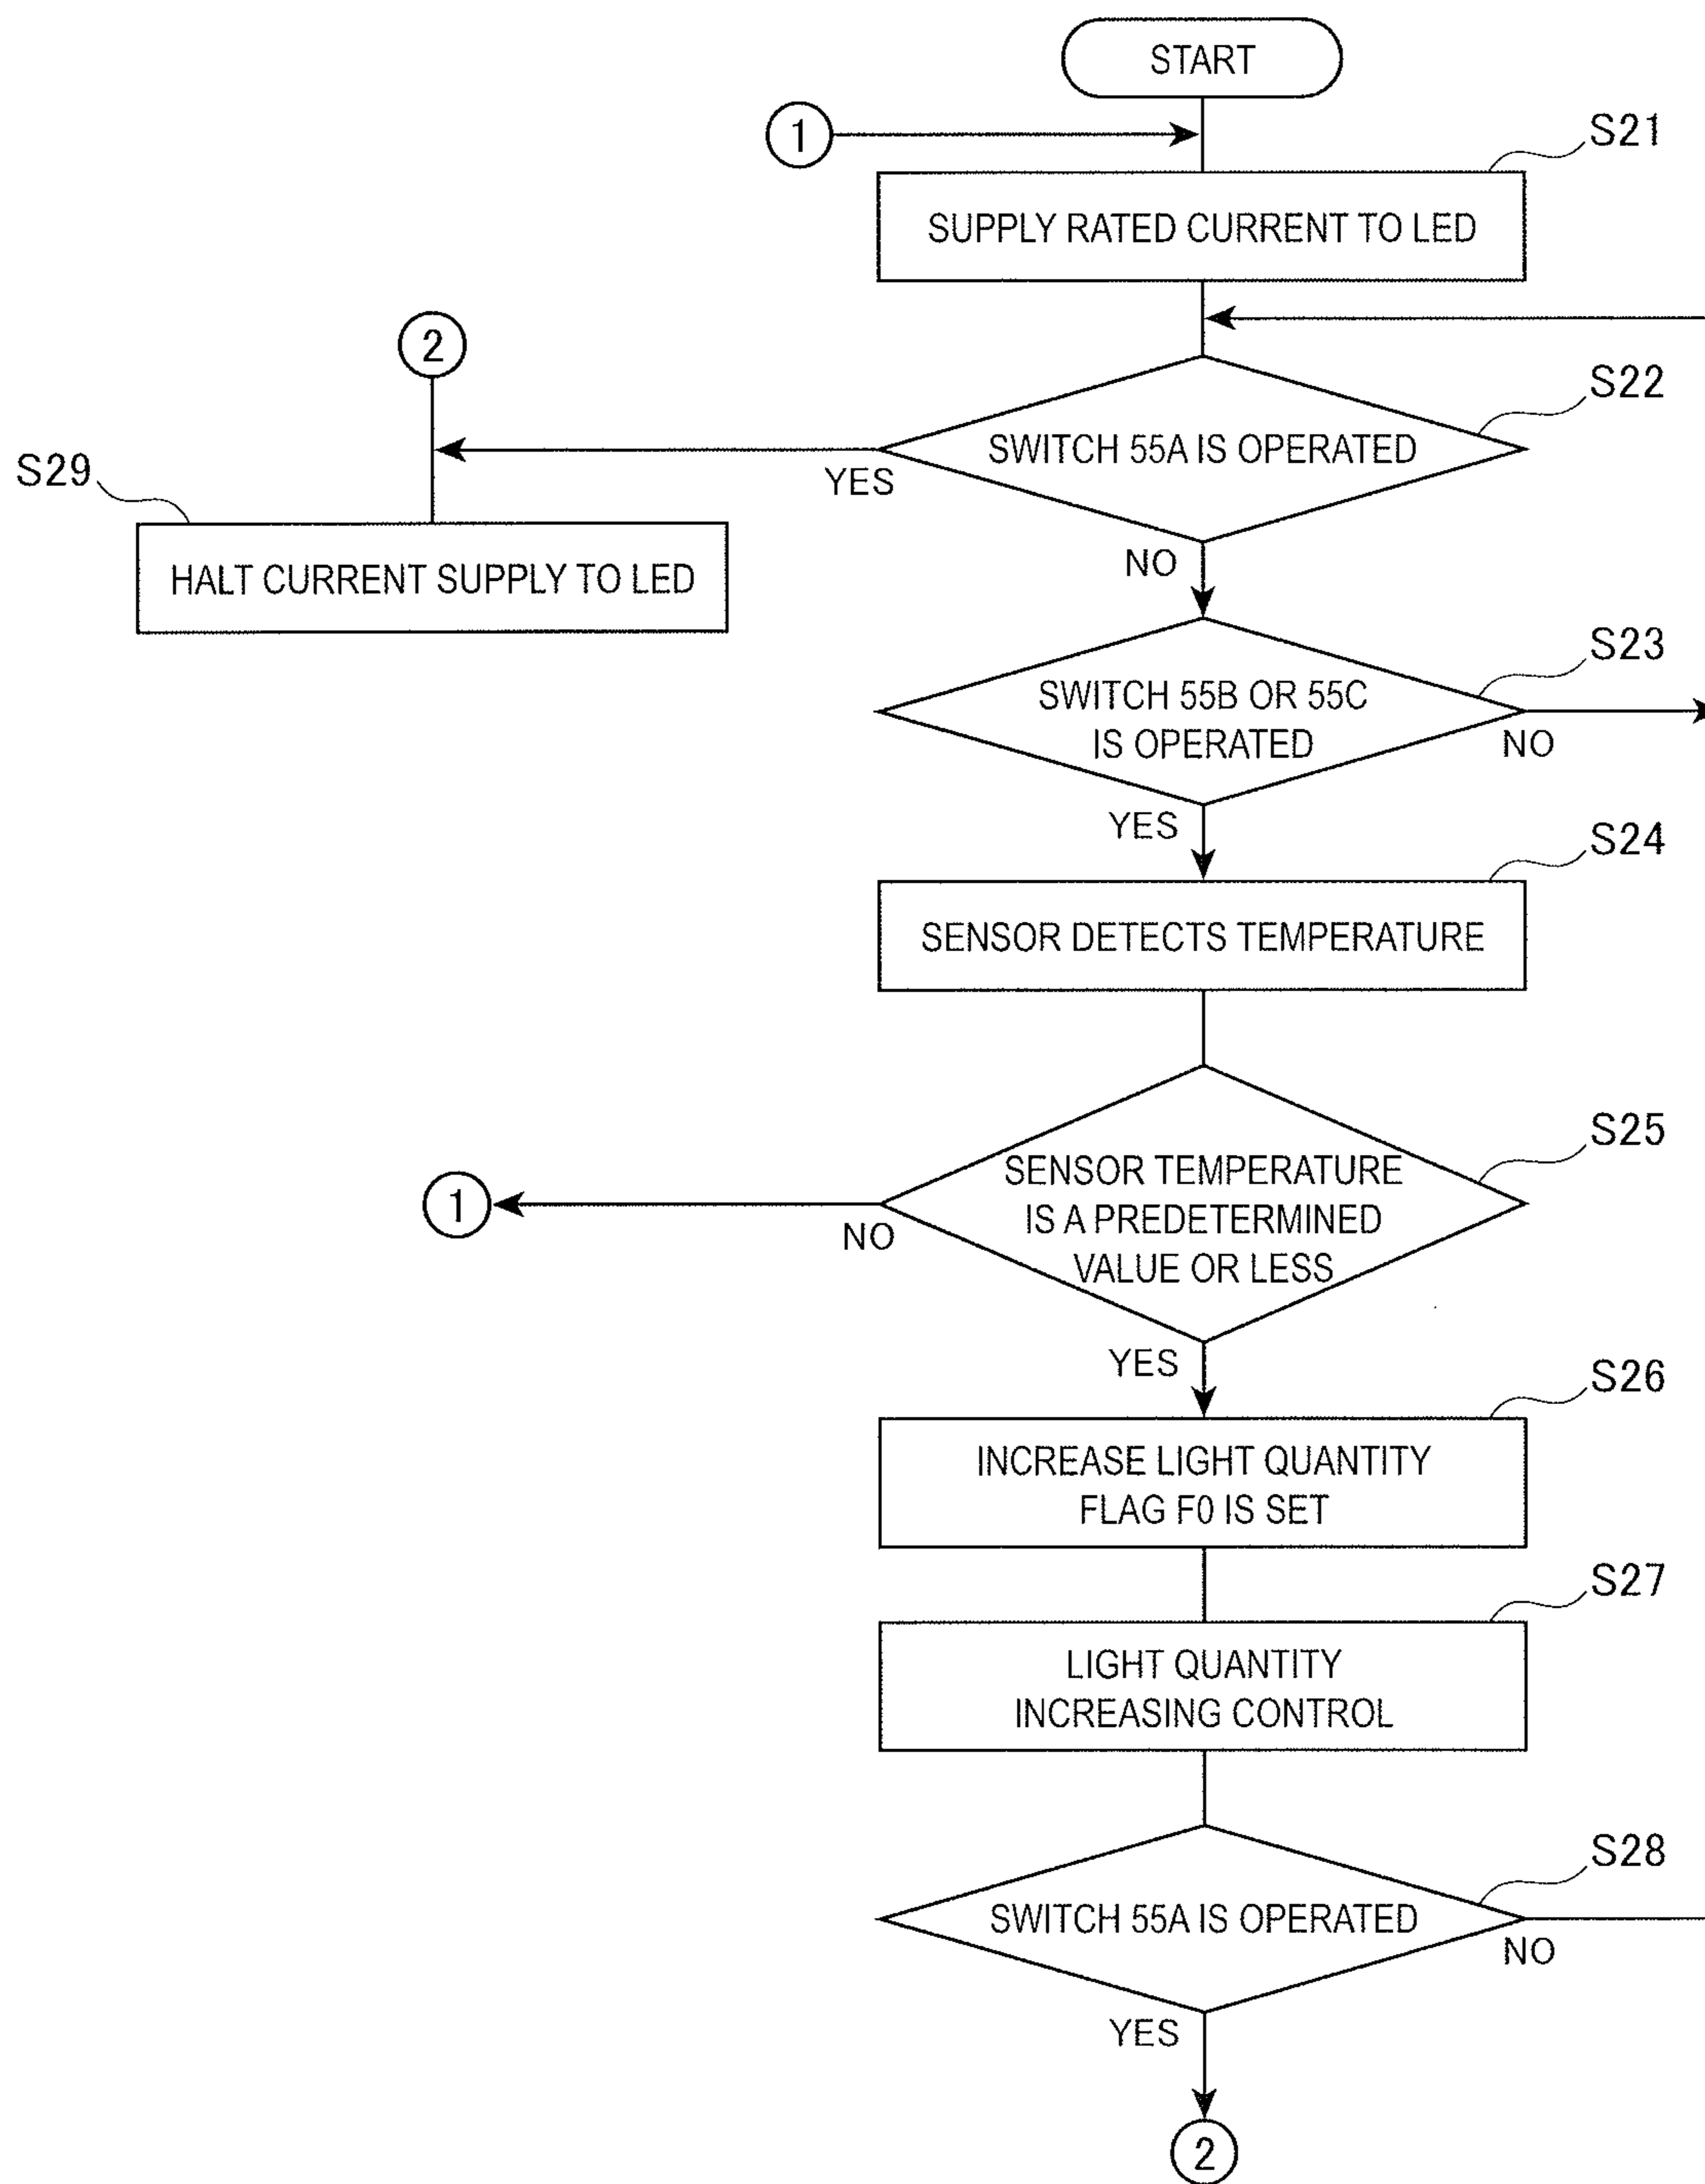 START
1
S21
SUPPLY RATED CURRENT TO LED
2
S22
SWITCH 55A IS OPERATED
YES
S29
HALT CURRENT SUPPLY TO LED
NO
S23
SWITCH 55B OR 55C
IS OPERATED
NO
YES
S24
SENSOR DETECTS TEMPERATURE
S25
SENSOR TEMPERATURE
IS A PREDETERMINED
VALUE OR LESS
1
NO
YES
S26
INCREASE LIGHT QUANTITY
FLAG F0 IS SET
S27
LIGHT QUANTITY
INCREASING CONTROL
S28
SWITCH 55A IS OPERATED
NO
YES
2